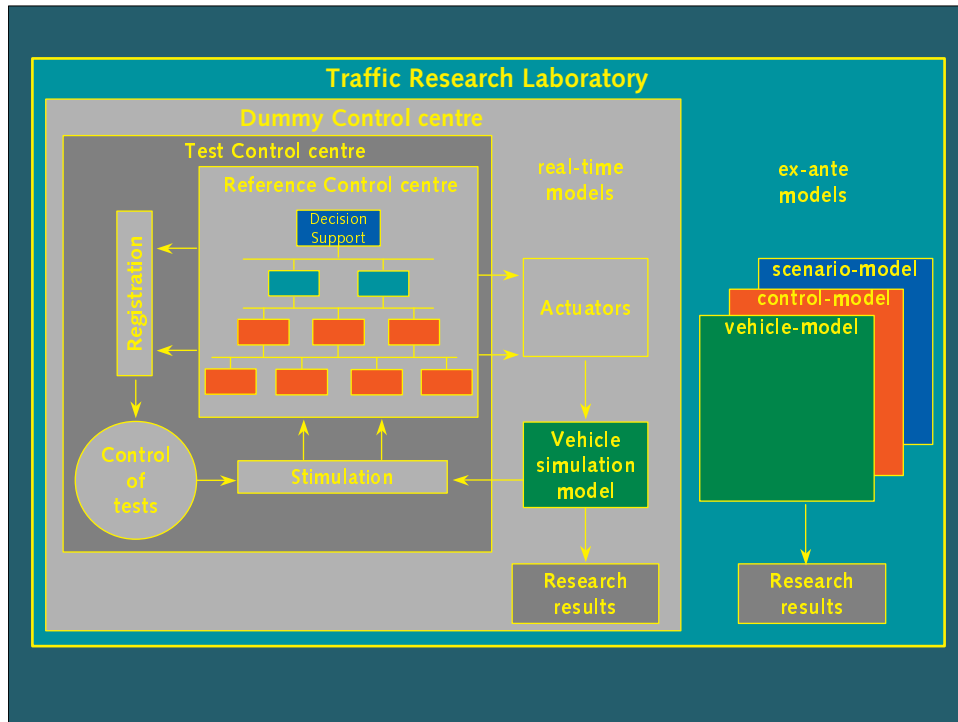 Traffic Research Laboratory
Dummy Control centre
Test Control centre
Reference Control centre
Decision
Support
Registration
Control
of
tests
Stimulation
real-time
models
Actuators
Vehicle
simulation
model
Research
results
ex-ante
models
scenario-model
control-model
vehicle-model
Research
results